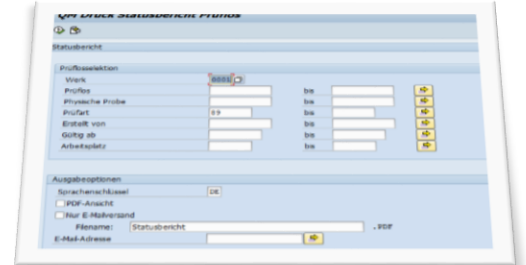 QM Druck Statusbericht Prüflos
Statusbericht
Prüflosselektion
Werk
Prüflos bis
Physische Probe bis
Prüfart 89 bis
Erstellt von bis
Gültig ab bis
Arbeitsplatz bis
Ausgabeoptionen
Sprachenschlüssel DE
PDF-Ansicht
Nur E-Mailversand
Filename: Statusbericht .PDF
E-Mail-Adresse